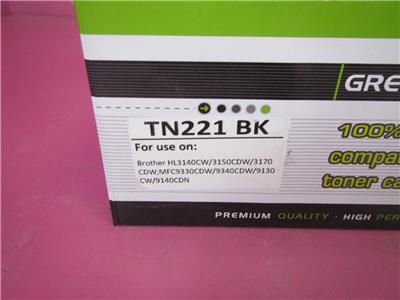 GRE
TN221 BK
For use on:
Brother HL3140CW/3150CDW/3170
CDW;MFC9330CDW/9340CDW/9130
CW/9140CDN
100%
compat
toner ca
PREMIUM QUALITY · HIGH PER